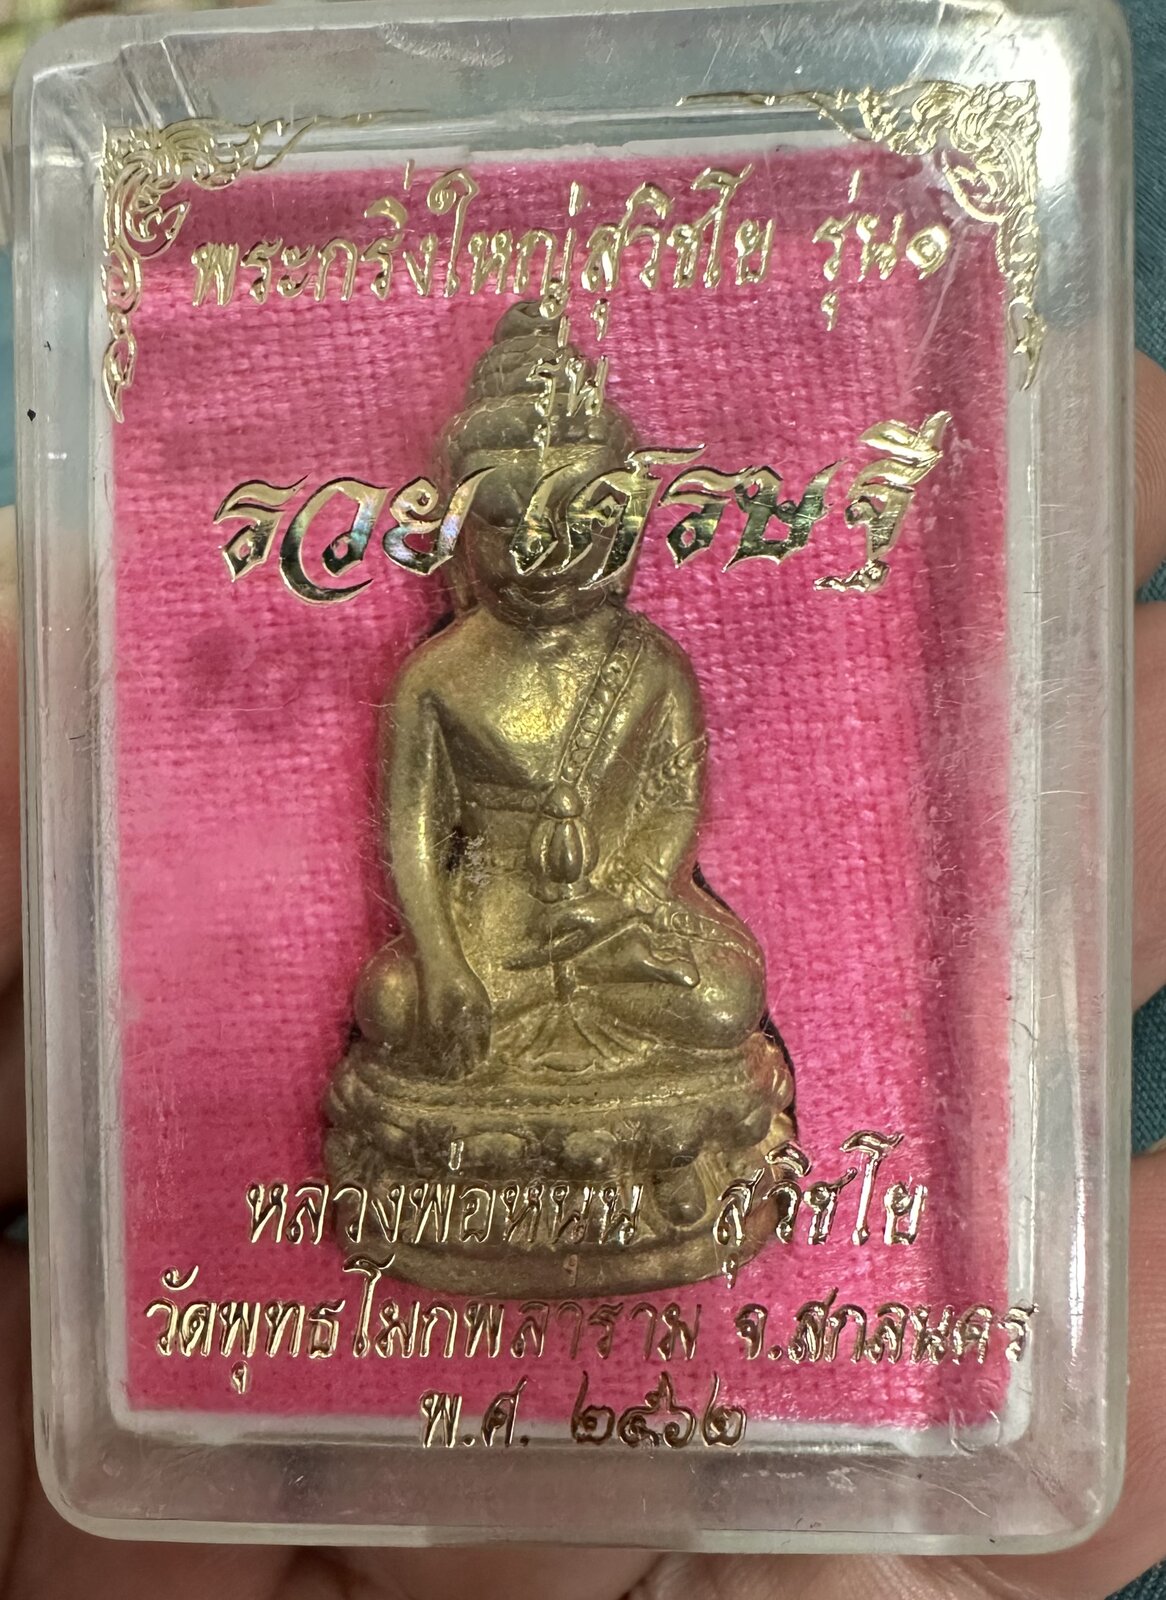 พระกริ่งใหญ่สุวิชโย รุ่น๑
รุ่น
รวยเศรษฐี
หลวงพ่อหนุน สุวิชโย
วัดพุทธโมกพลาราม จ.สกลนคร
พ.ศ. ๒๕๖๒